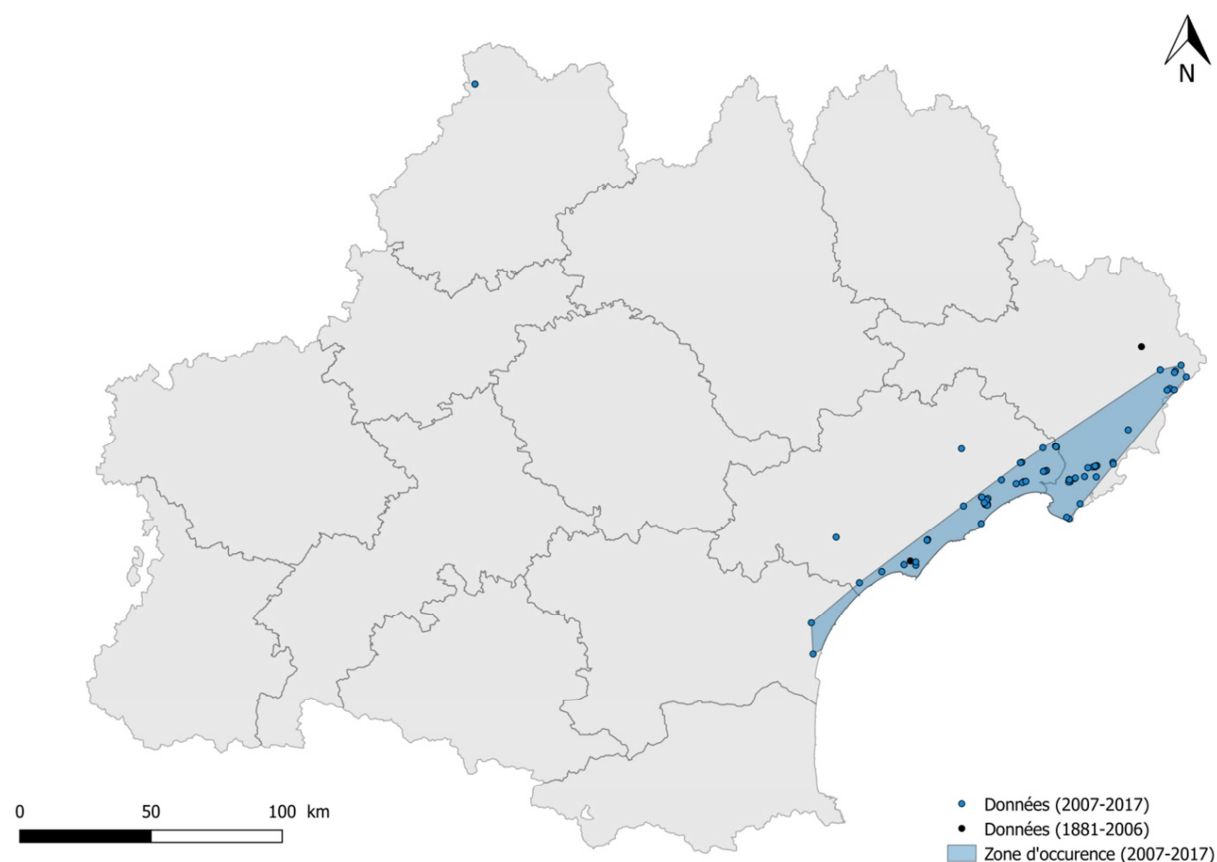 N
0 50 100 km
Données (2007-2017)
Données (1881-2006)
Zone d'occurence (2007-2017)